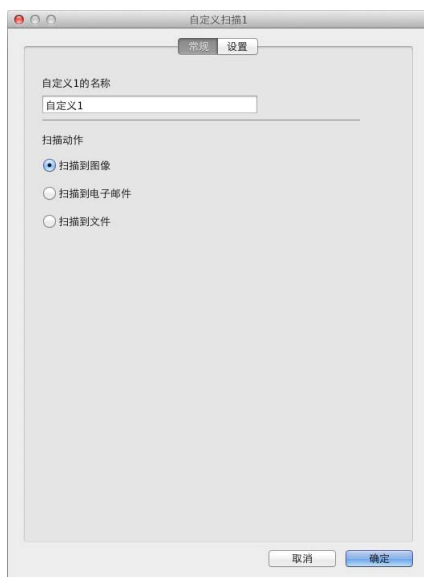 自定义扫描1
常规 设置
自定义1的名称
自定义1
扫描动作
扫描到图像
扫描到电子邮件
扫描到文件
取消 确定